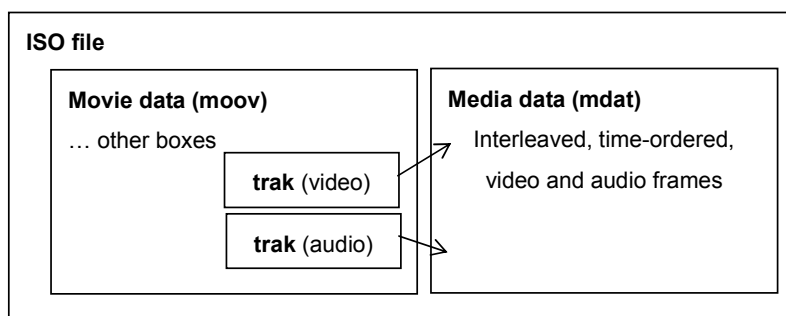 ISO file
Movie data (moov)
… other boxes
trak (video)
trak (audio)
Media data (mdat)
Interleaved, time-ordered,
video and audio frames